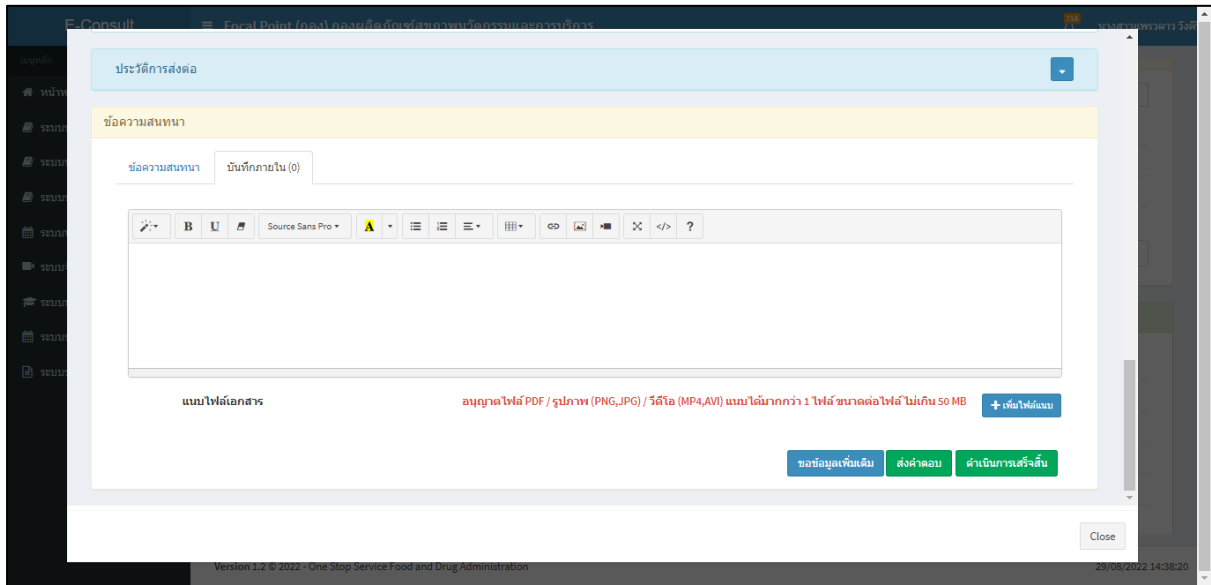 E-Consult
Focal Point (กอง) กองผลิตภัณฑ์สุขภาพนวัตกรรมและการบริการ
เมนูหลัก
ประวัติการส่งต่อ
ข้อความสนทนา
ข้อความสนทนา
บันทึกภายใน (0)
B U Source Sans Pro A </> ?
แนบไฟล์เอกสาร
อนุญาตไฟล์ PDF / รูปภาพ (PNG,JPG) / วีดีโอ (MP4,AVI) แนบได้มากกว่า 1 ไฟล์ ขนาดต่อไฟล์ ไม่เกิน 50 MB
+ เพิ่มไฟล์แนบ
ขอข้อมูลเพิ่มเติม
ส่งคำตอบ
ดำเนินการเสร็จสิ้น
Close
Version 1.2 © 2022 - One Stop Service Food and Drug Administration
29/08/2022 14:38:20